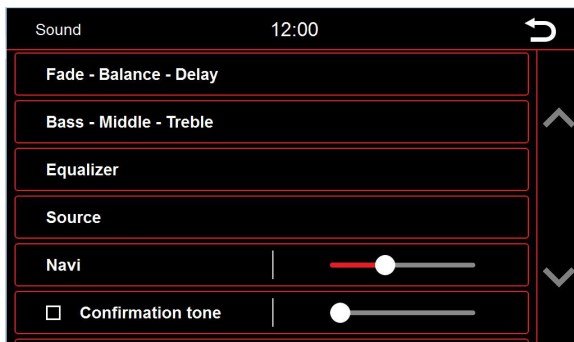 Sound 12:00
Fade - Balance - Delay
Bass - Middle - Treble
Equalizer
Source
Navi
Confirmation tone